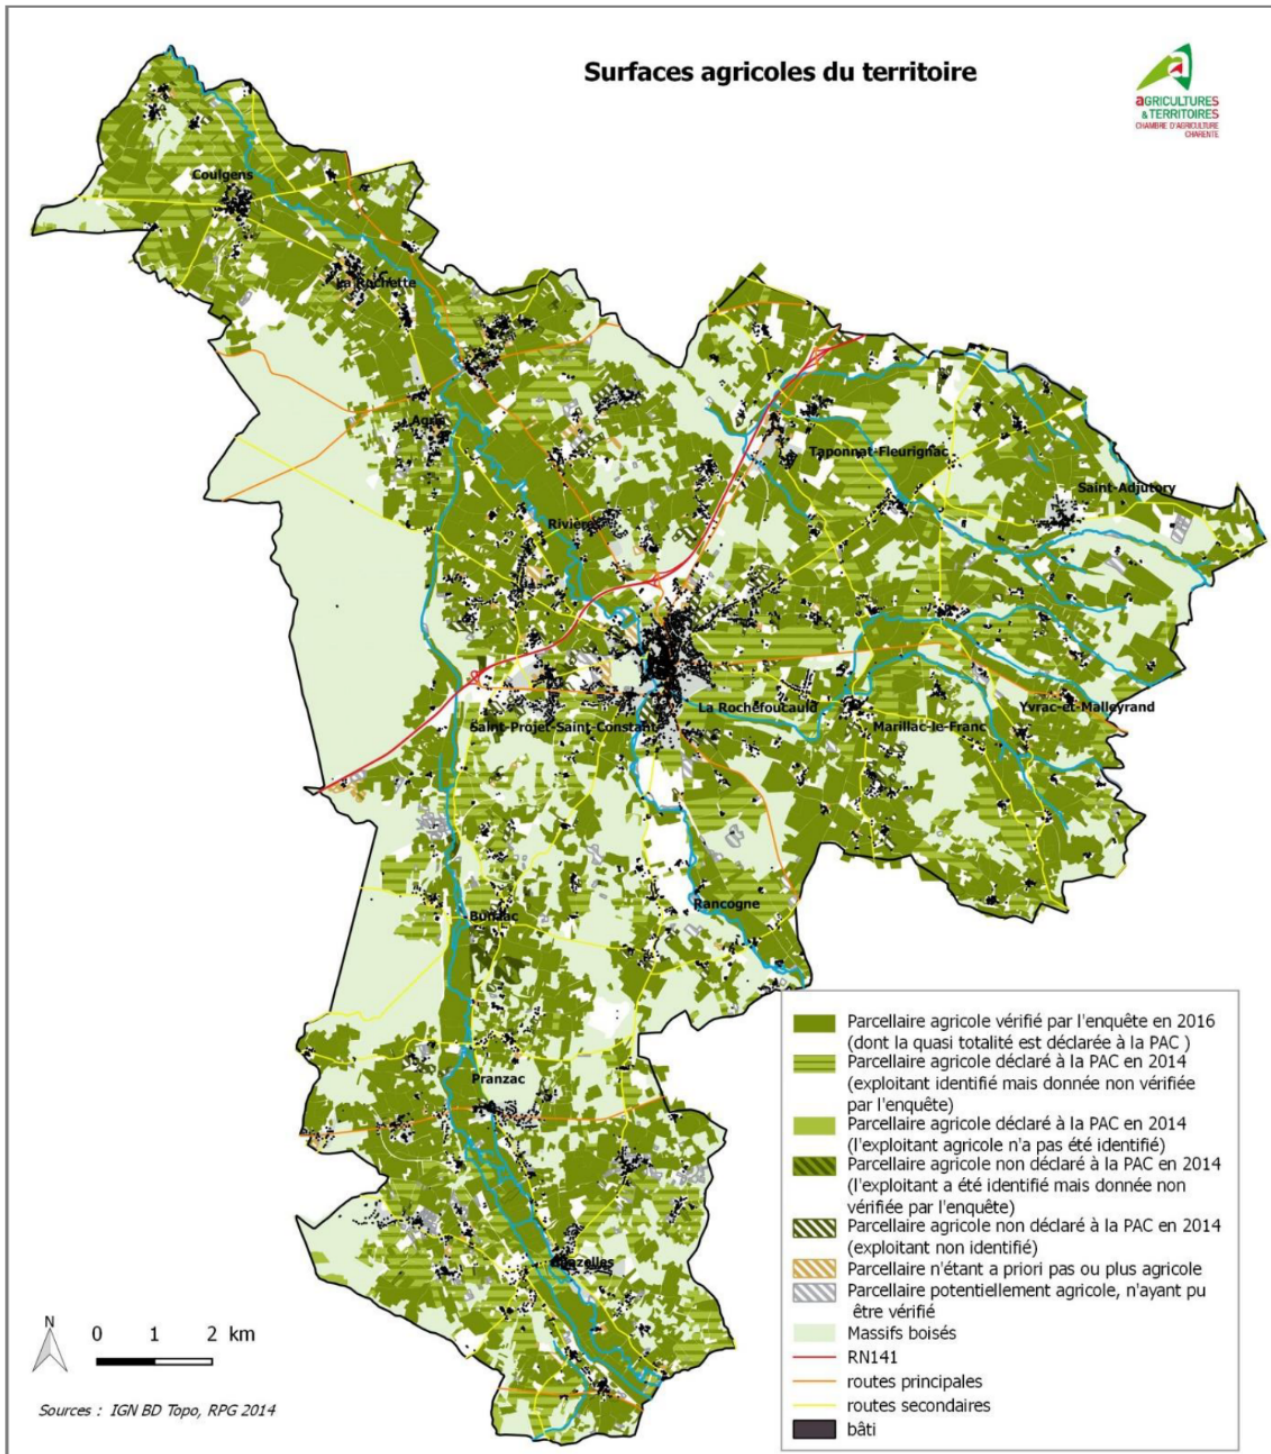 Surfaces agricoles du territoire
aGRICULTURES
& TERRITOIRES
CHAMBRE D'AGRICULTURE
CHARENTE
Coulgens
La Rochette
Agris
Taponnat-Fleurignac
Saint-Adjutory
Rivières
La Rochefoucauld
Yvrac-et-Malleyrand
Saint-Projet-Saint-Constant
Marillac-le-Franc
Rancogne
Bunzac
Pranzac
Chazelles
Parcellaire agricole vérifié par l'enquête en 2016
(dont la quasi totalité est déclarée à la PAC )
Parcellaire agricole déclaré à la PAC en 2014
(exploitant identifié mais donnée non vérifiée
par l'enquête)
Parcellaire agricole déclaré à la PAC en 2014
(l'exploitant agricole n'a pas été identifié)
Parcellaire agricole non déclaré à la PAC en 2014
(l'exploitant a été identifié mais donnée non
vérifiée par l'enquête)
Parcellaire agricole non déclaré à la PAC en 2014
(exploitant non identifié)
Parcellaire n'étant a priori pas ou plus agricole
Parcellaire potentiellement agricole, n'ayant pu
être vérifié
Massifs boisés
RN141
routes principales
routes secondaires
bâti
N
0 1 2 km
Sources : IGN BD Topo, RPG 2014